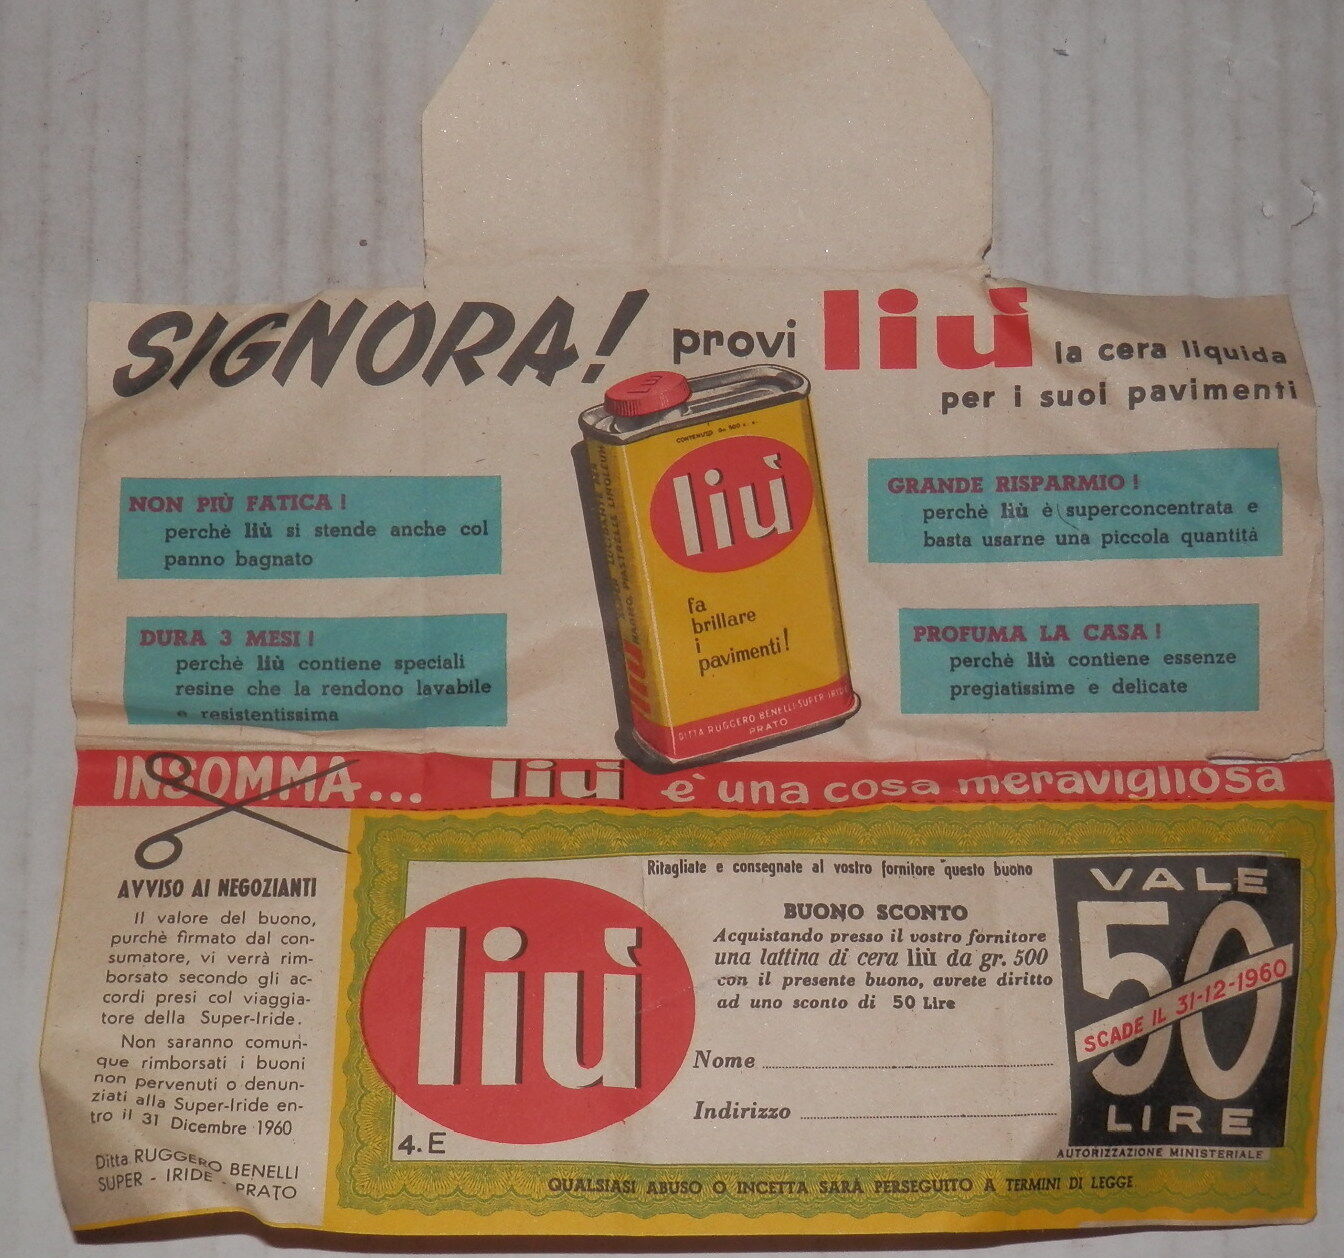 SIGNORA! provi liù la cera liquida
per i suoi pavimenti
NON PIÙ FATICA !
perchè liù si stende anche col
panno bagnato
DURA 3 MESI !
perchè liù contiene speciali
resine che la rendono lavabile
e resistentissima
liù
CONTENUTO
liù
fa
brillare
i
pavimenti!
DITTA RUGGERO BENELLI-SUPER IRIDE
PRATO
liù
MARMO, PIASTRELLE LINOLEUM
GRANDE RISPARMIO !
perchè liù è superconcentrata e
basta usarne una piccola quantità
PROFUMA LA CASA !
perchè liù contiene essenze
pregiatissime e delicate
INSOMMA... liù è una cosa meravigliosa
AVVISO AI NEGOZIANTI
Il valore del buono,
purchè firmato dal con-
sumatore, vi verrà rim-
borsato secondo gli ac-
cordi presi col viaggia-
tore della Super-Iride.
Non saranno comun-
que rimborsati i buoni
non pervenuti o denun-
ziati alla Super-Iride en-
tro il 31 Dicembre 1960
Ditta RUGGERO BENELLI
SUPER - IRIDE - PRATO
liù
4. E
Ritagliate e consegnate al vostro fornitore questo buono
BUONO SCONTO
Acquistando presso il vostro fornitore
una lattina di cera liù da gr. 500
con il presente buono, avrete diritto
ad uno sconto di 50 Lire
Nome
Indirizzo
VALE
50
SCADE IL 31-12-1960
LIRE
AUTORIZZAZIONE MINISTERIALE
QUALSIASI ABUSO O INCETTA SARÀ PERSEGUITO A TERMINI DI LEGGE